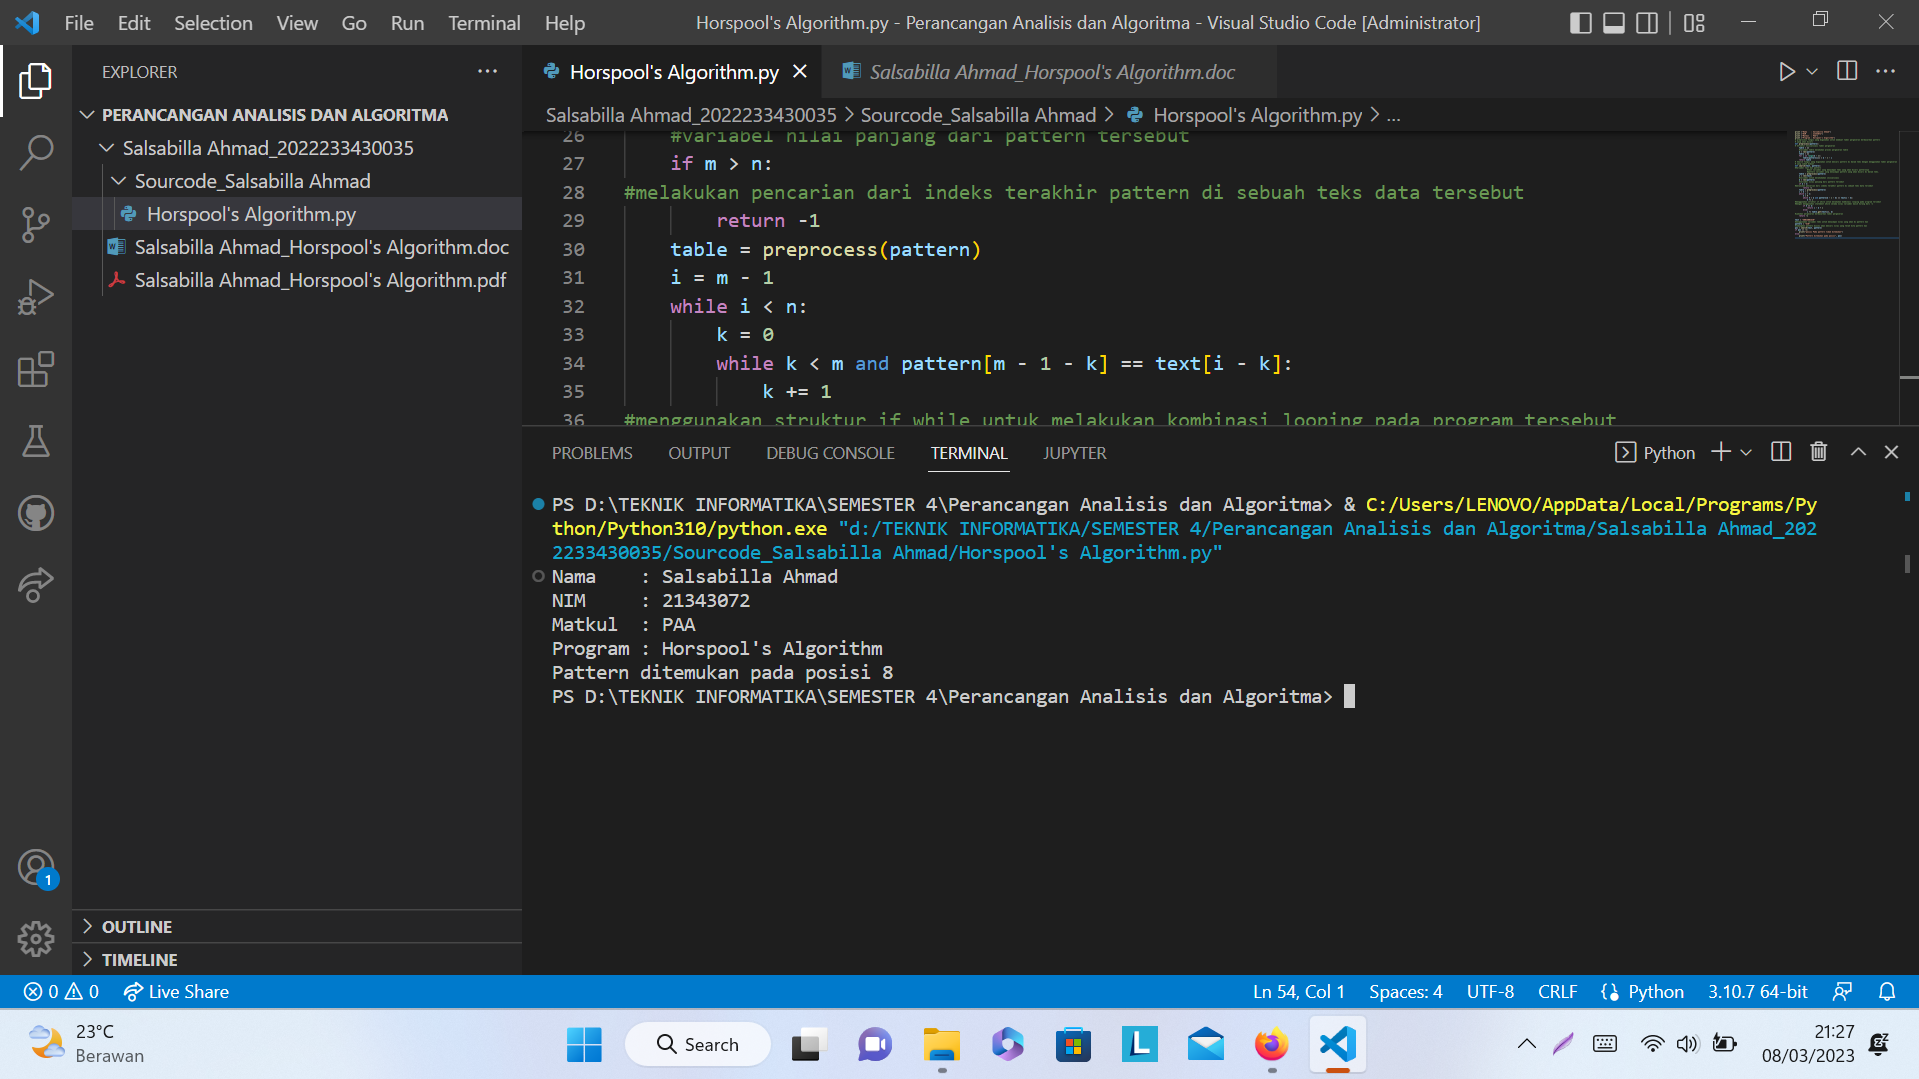 File Edit Selection View Go Run Terminal Help
Horspool's Algorithm.py - Perancangan Analisis dan Algoritma - Visual Studio Code [Administrator]
EXPLORER
PERANCANGAN ANALISIS DAN ALGORITMA
Salsabilla Ahmad_2022233430035
Sourcode_Salsabilla Ahmad
Horspool's Algorithm.py
Salsabilla Ahmad_Horspool's Algorithm.doc
Salsabilla Ahmad_Horspool's Algorithm.pdf
OUTLINE
TIMELINE
1
Horspool's Algorithm.py
Salsabilla Ahmad_Horspool's Algorithm.doc
Salsabilla Ahmad_2022233430035 > Sourcode_Salsabilla Ahmad > Horspool's Algorithm.py > ...
26 #variabel nilai panjang dari pattern tersebut
27 if m > n:
28 #melakukan pencarian dari indeks terakhir pattern di sebuah teks data tersebut
29 return -1
30 table = preprocess(pattern)
31 i = m - 1
32 while i < n:
33 k = 0
34 while k < m and pattern[m - 1 - k] == text[i - k]:
35 k += 1
36 #menggunakan struktur if while untuk melakukan kombinasi looping pada program tersebut
PROBLEMS OUTPUT DEBUG CONSOLE TERMINAL JUPYTER
Python
PS D:\TEKNIK INFORMATIKA\SEMESTER 4\Perancangan Analisis dan Algoritma> & C:/Users/LENOVO/AppData/Local/Programs/Py
thon/Python310/python.exe "d:/TEKNIK INFORMATIKA/SEMESTER 4/Perancangan Analisis dan Algoritma/Salsabilla Ahmad_202
2233430035/Sourcode_Salsabilla Ahmad/Horspool's Algorithm.py"
Nama : Salsabilla Ahmad
NIM : 21343072
Matkul : PAA
Program : Horspool's Algorithm
Pattern ditemukan pada posisi 8
PS D:\TEKNIK INFORMATIKA\SEMESTER 4\Perancangan Analisis dan Algoritma>
0 0 Live Share
Ln 54, Col 1 Spaces: 4 UTF-8 CRLF Python 3.10.7 64-bit
23°C
Berawan
Search
L
21:27
08/03/2023